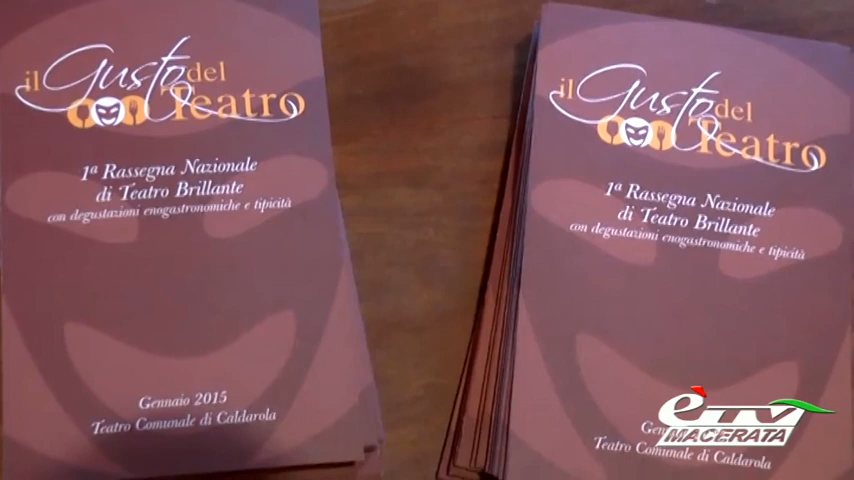 il Gusto del
Teatro
1ª Rassegna Nazionale
di Teatro Brillante
con degustazioni enogastronomiche e tipicità
Gennaio 2015
Teatro Comunale di Caldarola
il Gusto del
Teatro
1ª Rassegna Nazionale
di Teatro Brillante
con degustazioni enogastronomiche e tipicità
Teatro Comunale di Caldarola
èTV
MACERATA